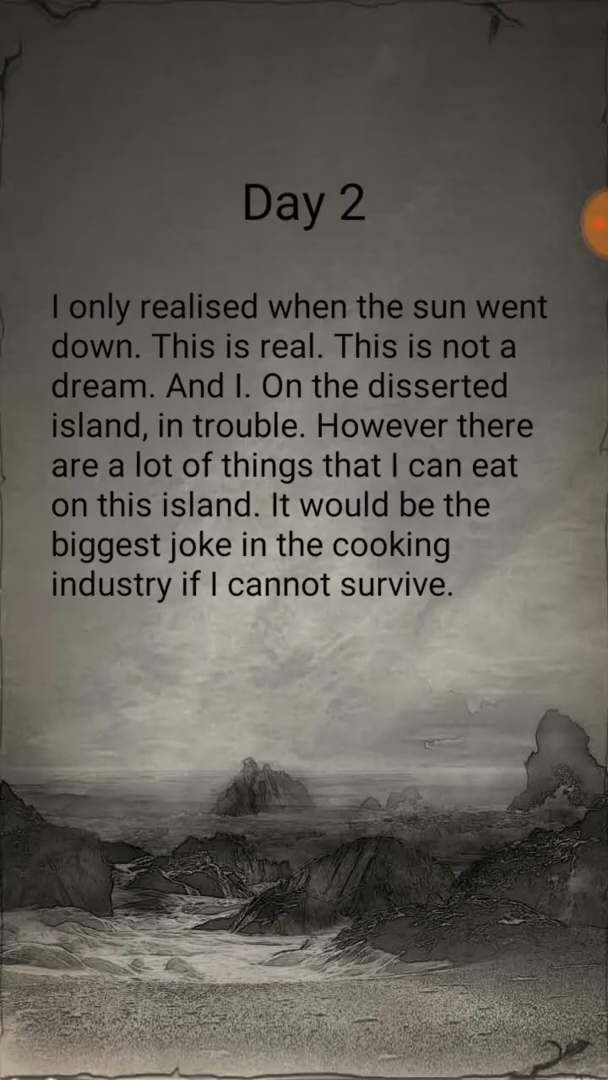 Day 2
I only realised when the sun went
down. This is real. This is not a
dream. And I. On the disserted
island, in trouble. However there
are a lot of things that I can eat
on this island. It would be the
biggest joke in the cooking
industry if I cannot survive.